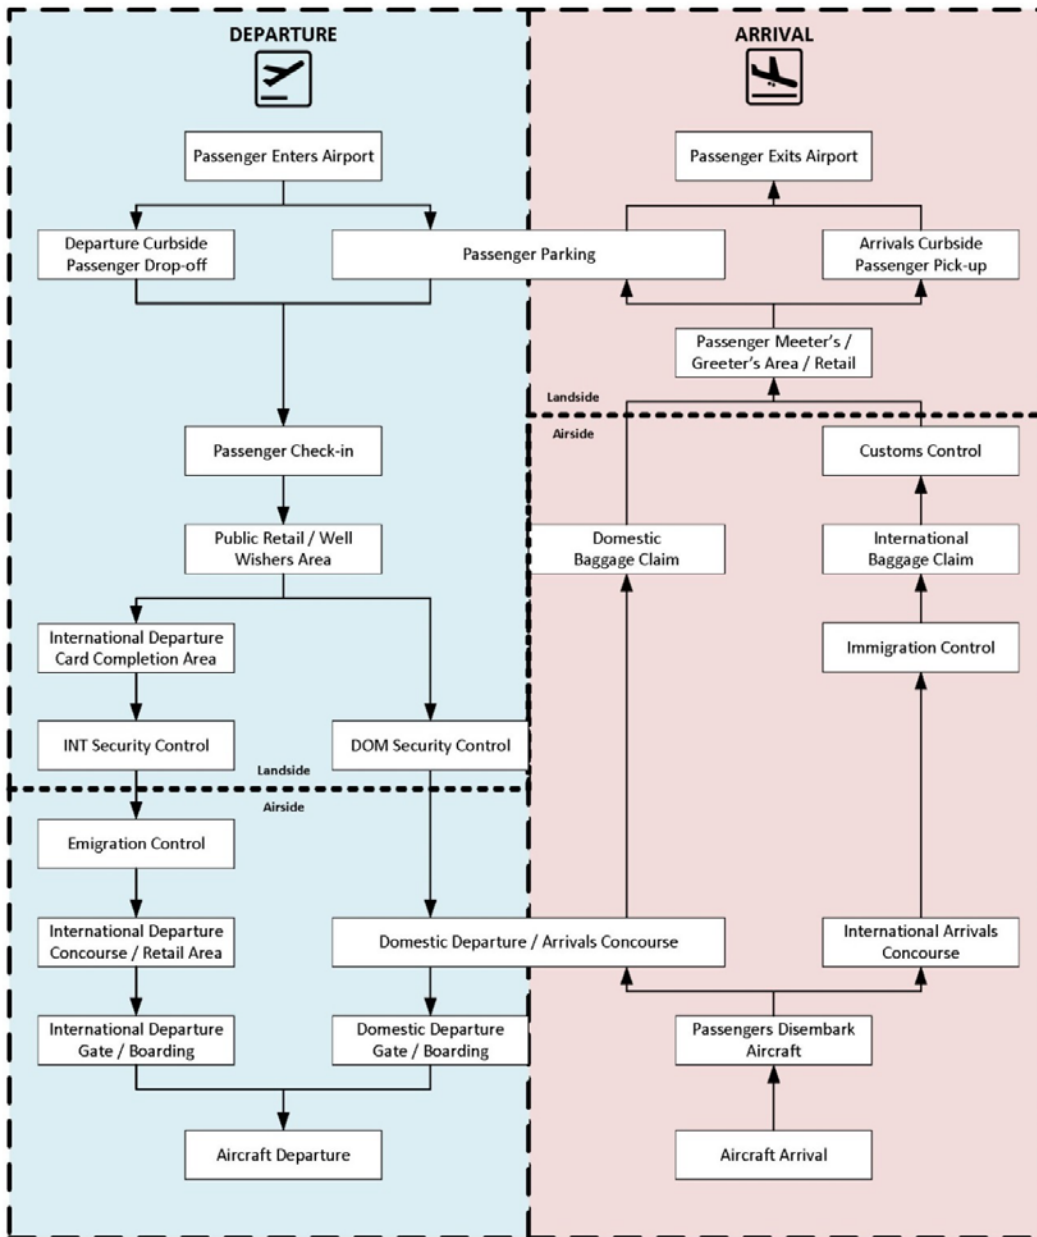 DEPARTURE
ARRIVAL
Passenger Enters Airport
Passenger Exits Airport
Departure Curbside
Passenger Drop-off
Passenger Parking
Arrivals Curbside
Passenger Pick-up
Passenger Meeter's /
Greeter's Area / Retail
Landside
Airside
Passenger Check-in
Customs Control
Public Retail / Well
Wishers Area
Domestic
Baggage Claim
International
Baggage Claim
International Departure
Card Completion Area
Immigration Control
INT Security Control
DOM Security Control
Landside
Airside
Emigration Control
International Departure
Concourse / Retail Area
Domestic Departure / Arrivals Concourse
International Arrivals
Concourse
International Departure
Gate / Boarding
Domestic Departure
Gate / Boarding
Passengers Disembark
Aircraft
Aircraft Departure
Aircraft Arrival